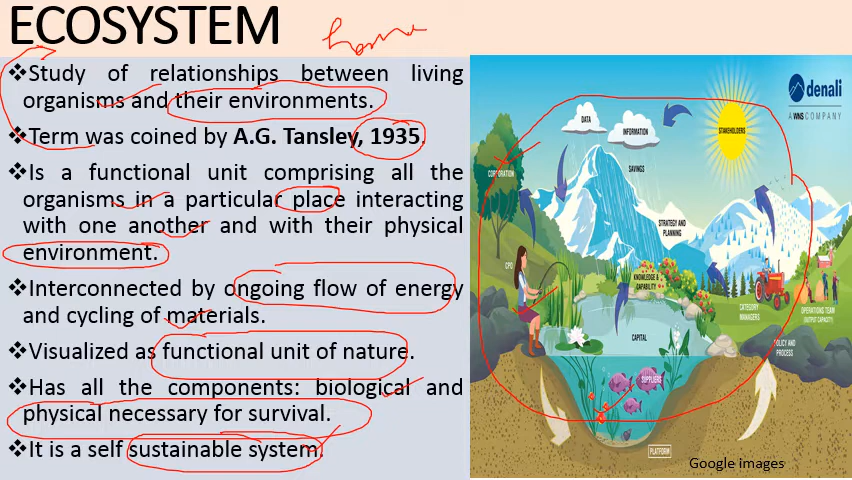 ECOSYSTEM
home
❖Study of relationships between living
organisms and their environments.
❖Term was coined by A.G. Tansley, 1935.
❖Is a functional unit comprising all the
organisms in a particular place interacting
with one another and with their physical
environment.
❖Interconnected by ongoing flow of energy
and cycling of materials.
❖Visualized as functional unit of nature.
❖Has all the components: biological and
physical necessary for survival.
❖It is a self sustainable system.
denali
A WNS COMPANY
DATA
INFORMATION
STAKEHOLDERS
CORPORATION
SAVINGS
STRATEGY AND
PLANNING
CPO
KNOWLEDGE &
CAPABILITY
CATEGORY
MANAGERS
OPERATIONS TEAM
(OUTPUT CAPACITY)
CAPITAL
POLICY AND
PROCESS
SUPPLIERS
PLATFORM
Google images